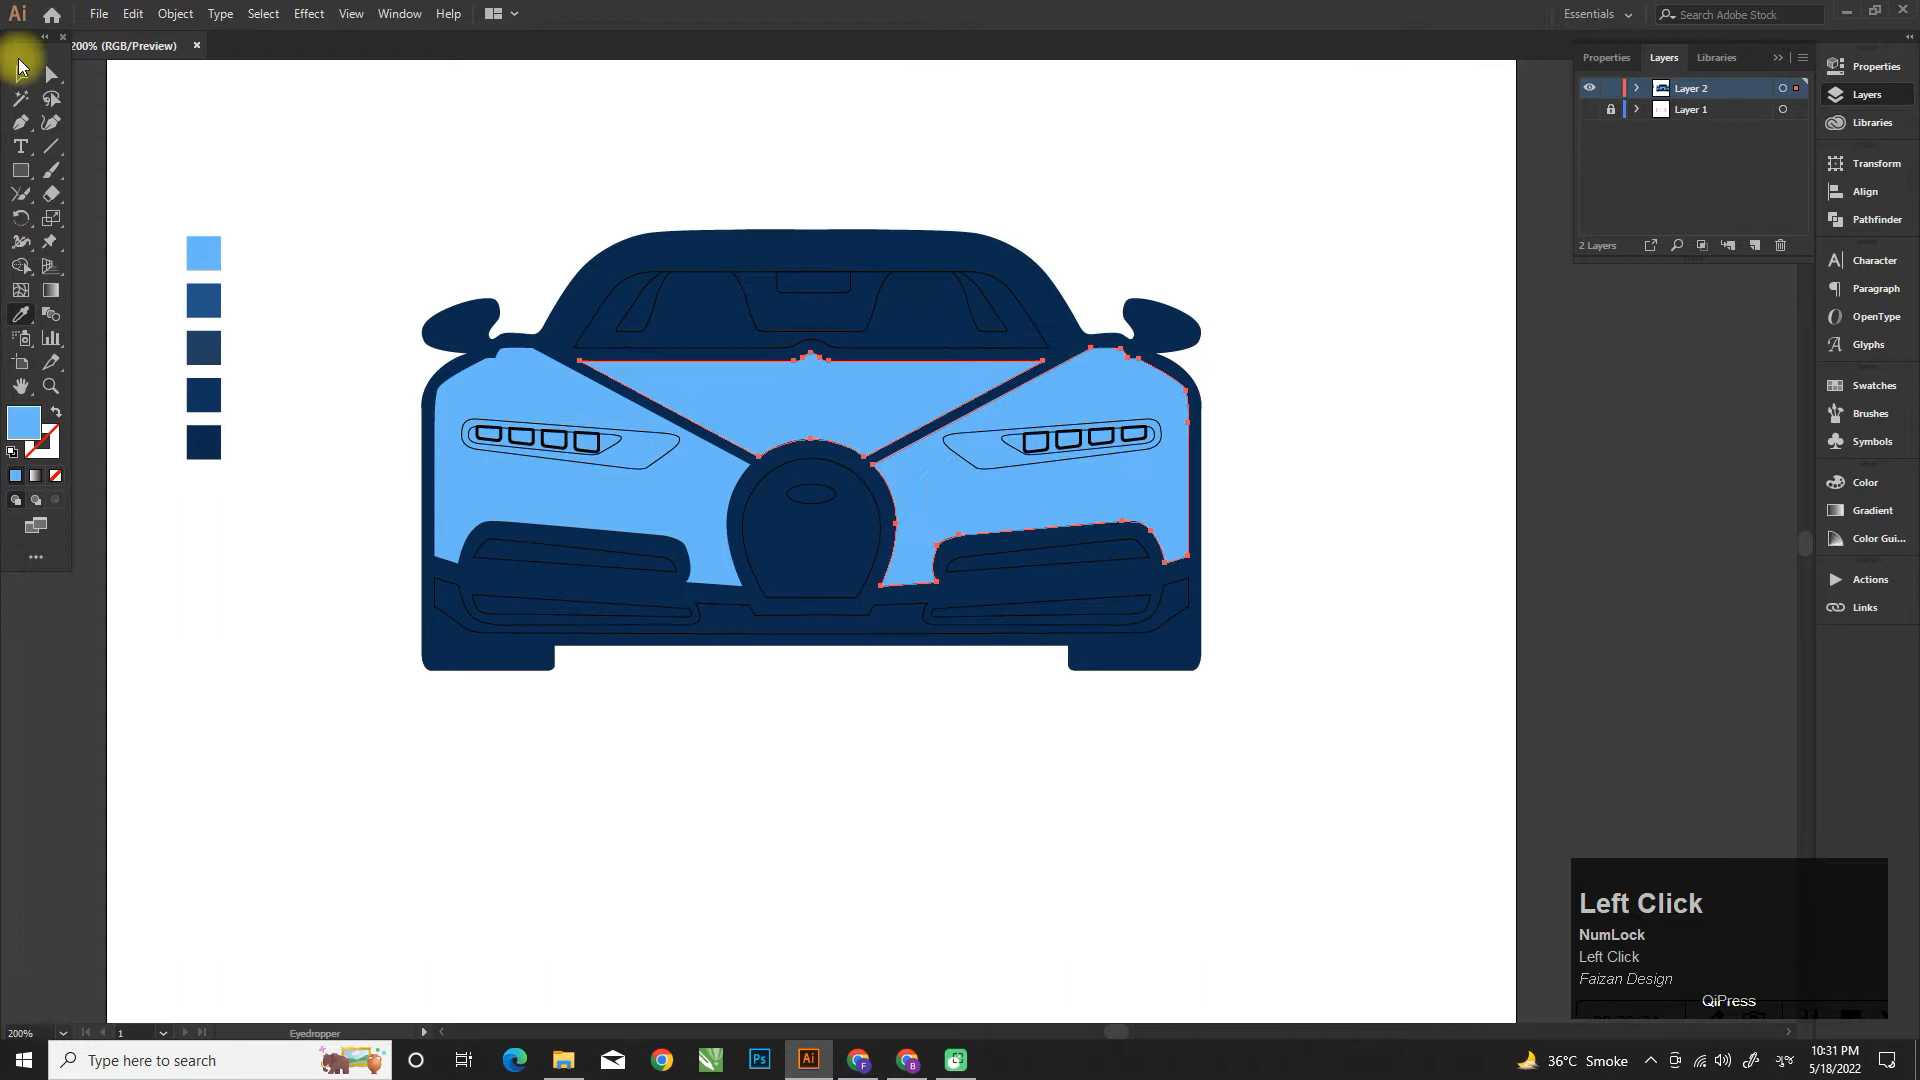 Ai File Edit Object Type Select Effect View Window Help Essentials Search Adobe Stock
200% (RGB/Preview) ×
Properties Layers Libraries
Layer 2
Layer 1
2 Layers
Properties
Layers
Libraries
Transform
Align
Pathfinder
Character
Paragraph
OpenType
Glyphs
Swatches
Brushes
Symbols
Color
Gradient
Color Gui...
Actions
Links
Left Click
NumLock
Left Click
Faizan Design
QiPress
200% 1 Eyedropper
Type here to search
Ps Ai F B
36°C Smoke
10:31 PM
5/18/2022